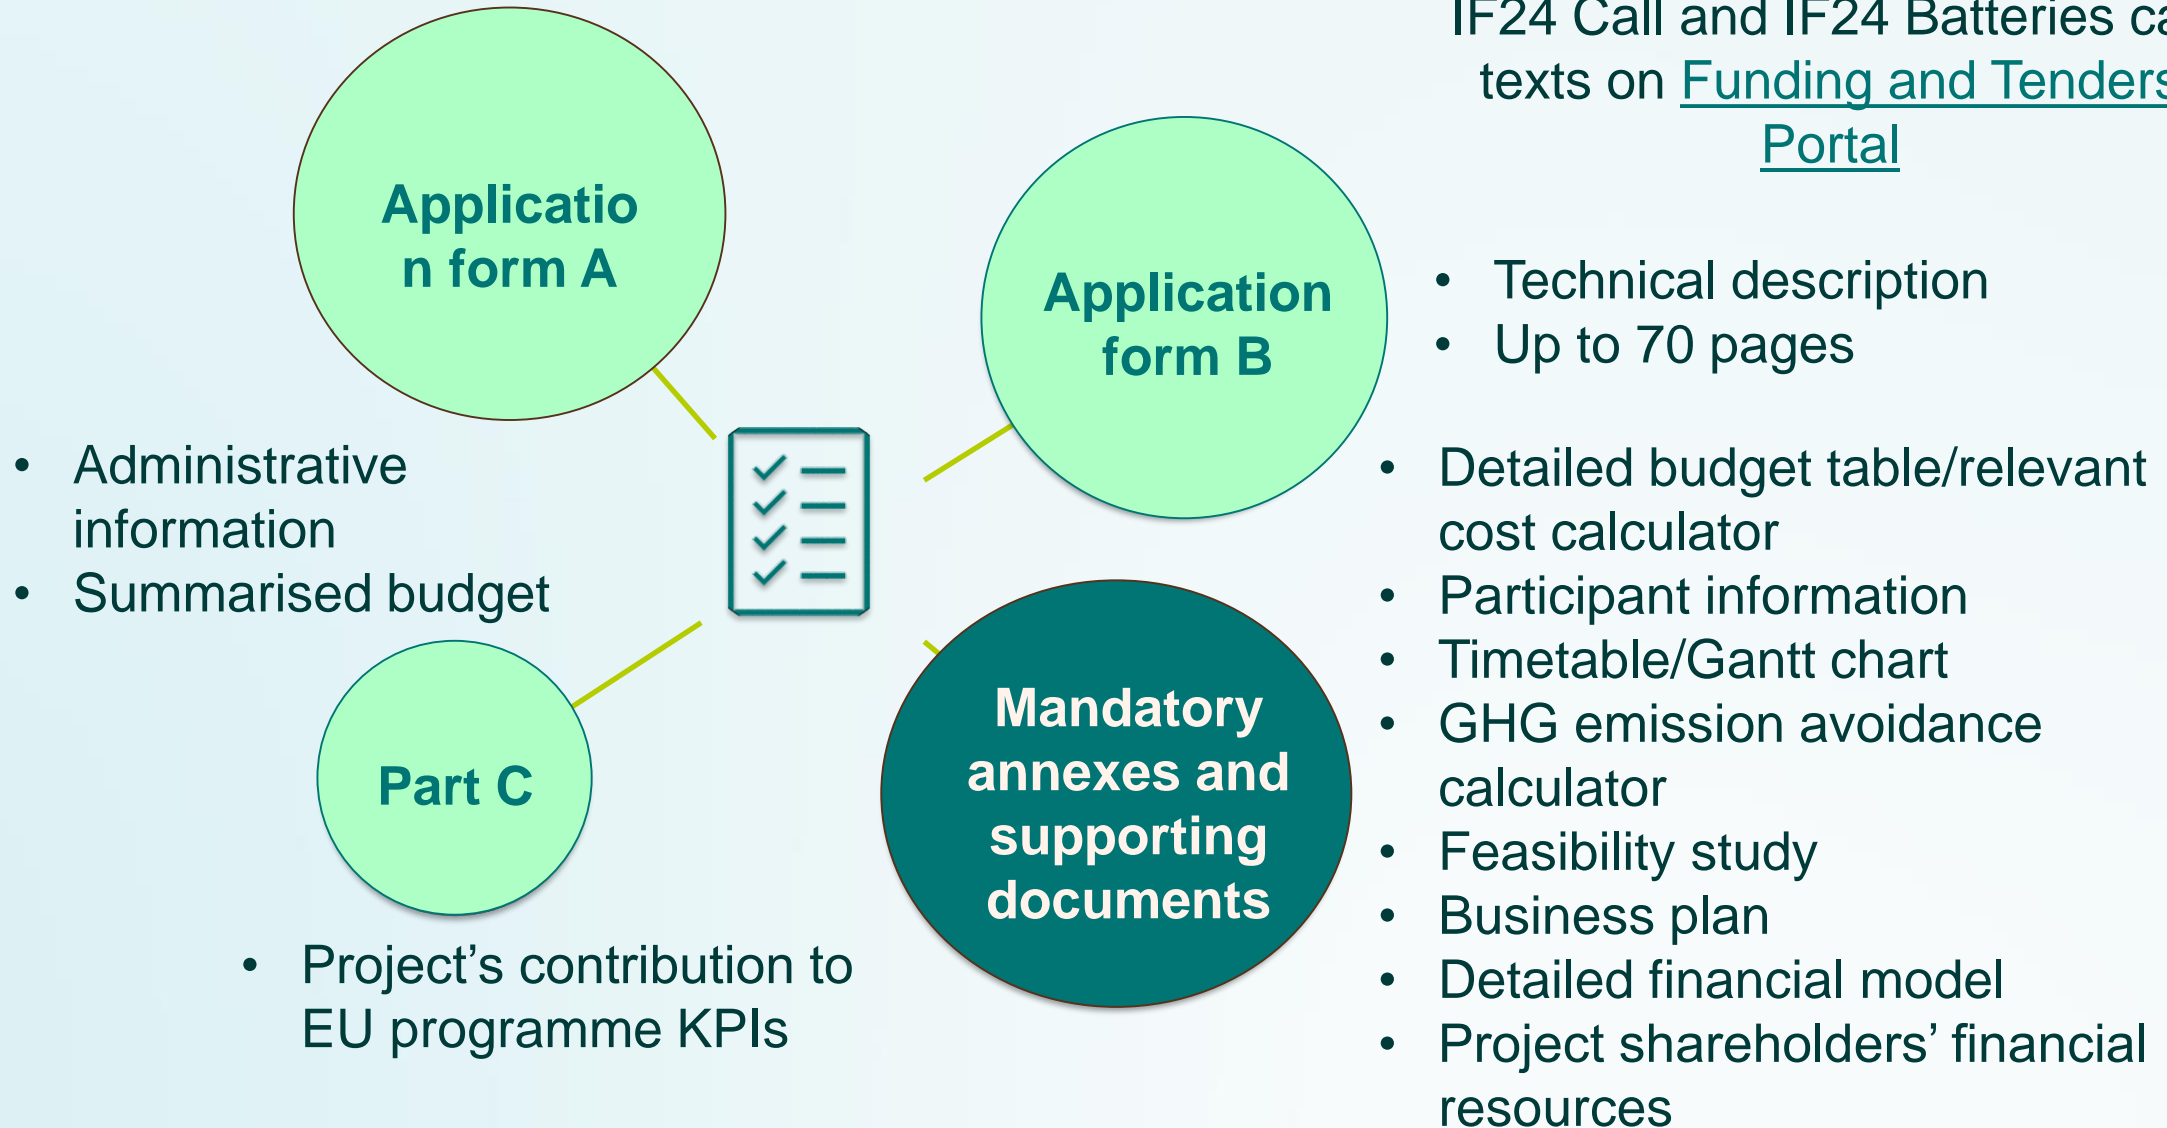 IF24 Call and IF24 Batteries
texts on Funding and Tenders
Portal
Applicatio
n form A
Application
form B
• Technical description
• Up to 70 pages
• Administrative
information
• Summarised budget
• Detailed budget table/relevant
cost calculator
• Participant information
• Timetable/Gantt chart
• GHG emission avoidance
calculator
• Feasibility study
• Business plan
• Detailed financial model
• Project shareholders’ financial
resources
Part C
• Project’s contribution to
EU programme KPIs
Mandatory
annexes and
supporting
documents